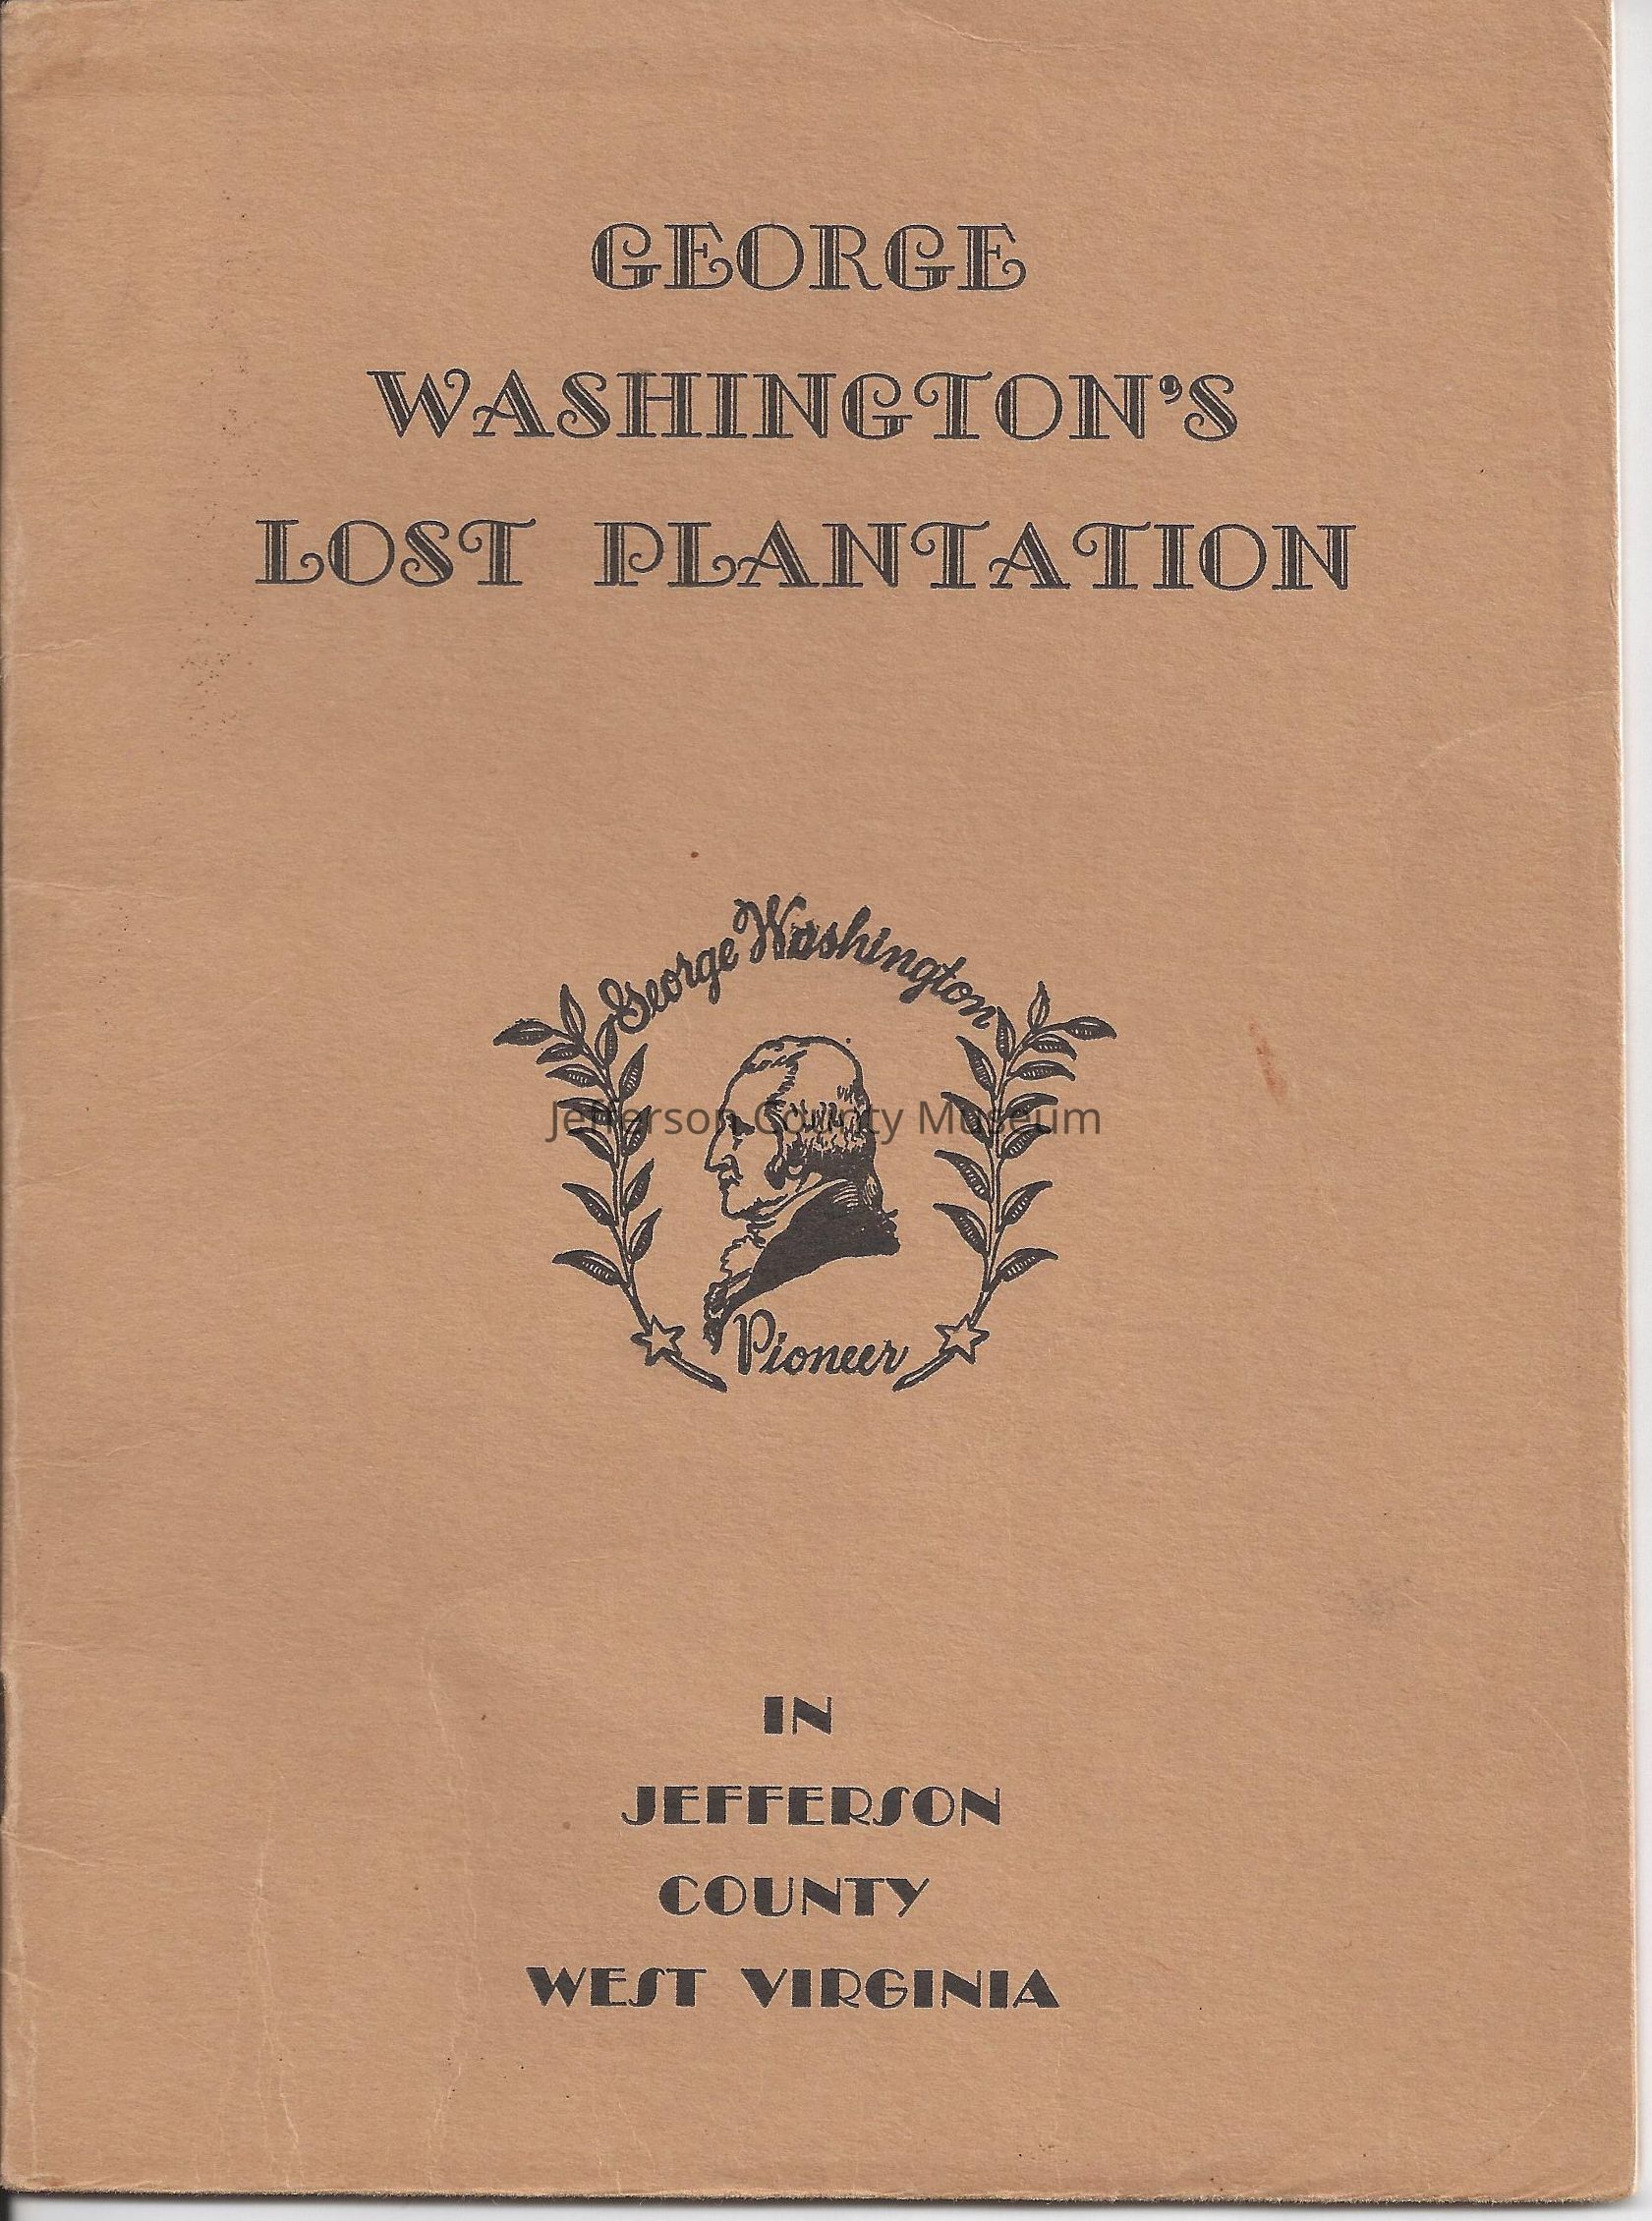 GEORGE
WASHINGTON'S
LOST PLANTATION
George Washington
Jefferson County Museum
Pioneer
IN
JEFFERSON
COUNTY
WEST VIRGINIA